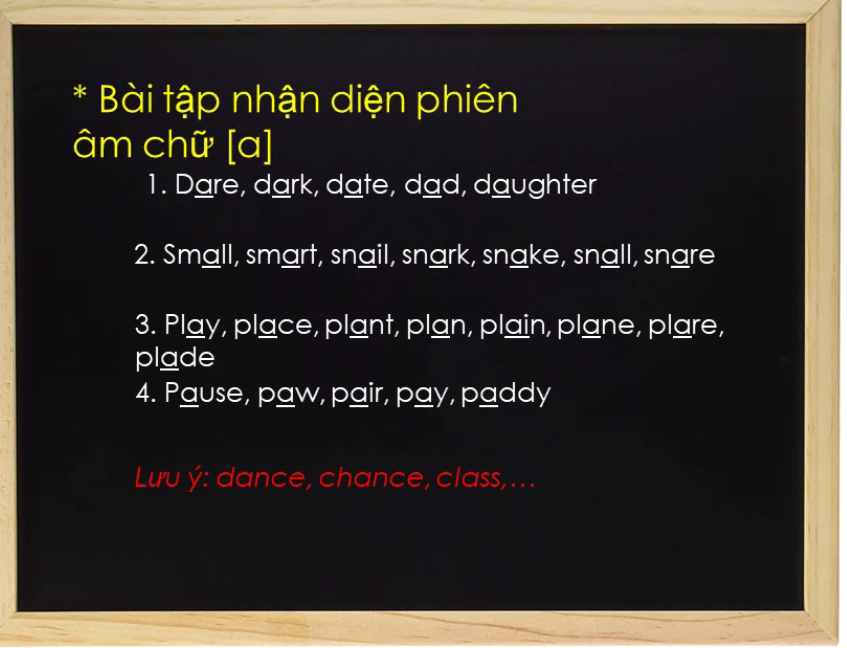 * Bài tập nhận diện phiên
âm chữ [a]
1. Dare, dark, date, dad, daughter
2. Small, smart, snail, snark, snake, snall, snare
3. Play, place, plant, plan, plain, plane, plare,
plade
4. Pause, paw, pair, pay, paddy
Lưu ý: dance, chance, class,…